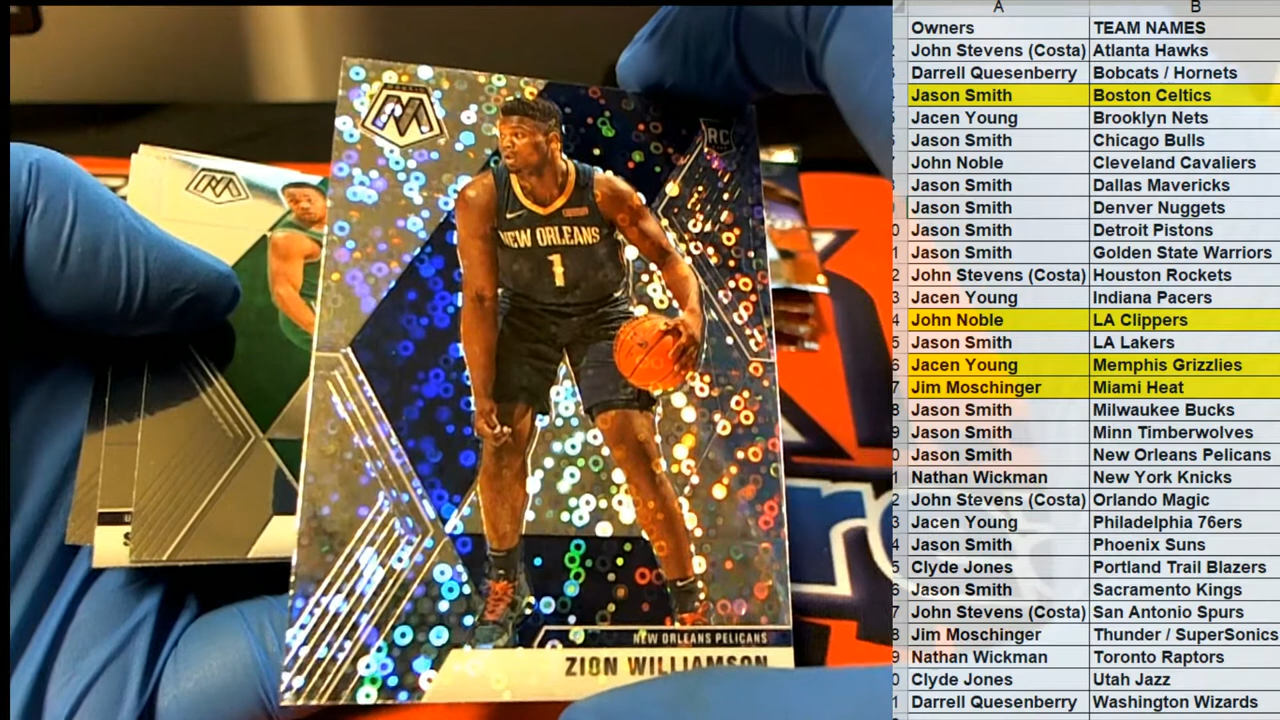 RC
NEW ORLEANS
1
NEW ORLEANS PELICANS
ZION WILLIAMSON
A B
Owners TEAM NAMES
John Stevens (Costa) Atlanta Hawks
Darrell Quesenberry Bobcats / Hornets
Jason Smith Boston Celtics
Jacen Young Brooklyn Nets
Jason Smith Chicago Bulls
John Noble Cleveland Cavaliers
Jason Smith Dallas Mavericks
Jason Smith Denver Nuggets
Jason Smith Detroit Pistons
Jason Smith Golden State Warriors
John Stevens (Costa) Houston Rockets
Jacen Young Indiana Pacers
John Noble LA Clippers
Jason Smith LA Lakers
Jacen Young Memphis Grizzlies
Jim Moschinger Miami Heat
Jason Smith Milwaukee Bucks
Jason Smith Minn Timberwolves
Jason Smith New Orleans Pelicans
Nathan Wickman New York Knicks
John Stevens (Costa) Orlando Magic
Jacen Young Philadelphia 76ers
Jason Smith Phoenix Suns
Clyde Jones Portland Trail Blazers
Jason Smith Sacramento Kings
John Stevens (Costa) San Antonio Spurs
Jim Moschinger Thunder / SuperSonics
Nathan Wickman Toronto Raptors
Clyde Jones Utah Jazz
Darrell Quesenberry Washington Wizards